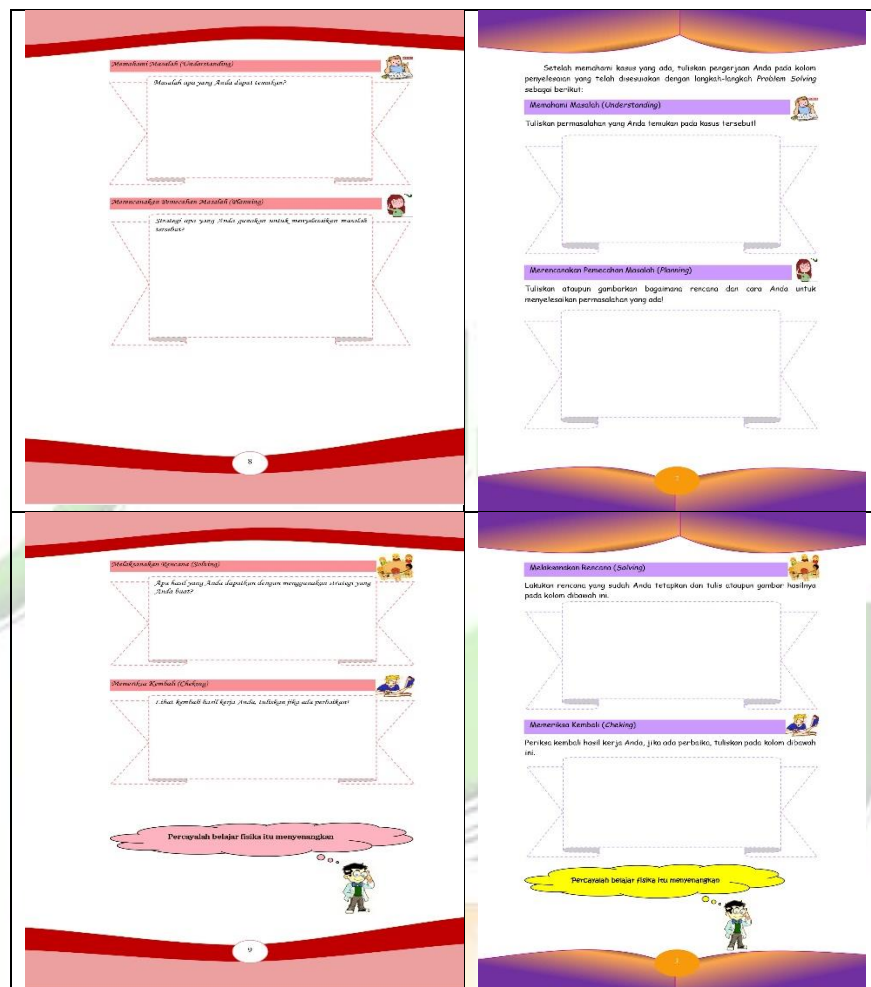 Memahami Masalah (Understanding)
Masalah apa yang Anda dapat temukan?
Merencanakan Pemecahan Masalah (Planning)
Strategi apa yang Anda gunakan untuk menyelesaikan masalah
tersebut?
8
Setelah memahami kasus yang ada, tuliskan pengerjaan Anda pada kolom
penyelesaian yang telah disesuaikan dengan langkah-langkah Problem Solving
sebagai berikut:
Memahami Masalah (Understanding)
Tuliskan permasalahan yang Anda temukan pada kasus tersebut!
Merencanakan Pemecahan Masalah (Planning)
Tuliskan ataupun gambarkan bagaimana rencana dan cara Anda untuk
menyelesaikan permasalahan yang ada!
Melaksanakan Rencana (Solving)
Apa hasil yang Anda dapatkan dengan menggunakan strategi yang
Anda buat?
Memeriksa Kembali (Cheking)
Lihat kembali hasil kerja Anda, tuliskan jika ada perbaikan!
Percayalah belajar fisika itu menyenangkan
9
Melaksanakan Rencana (Solving)
Lakukan rencana yang sudah Anda tetapkan dan tulis ataupun gambar hasilnya
pada kolom dibawah ini.
Memeriksa Kembali (Cheking)
Periksa kembali hasil kerja Anda, jika ada perbaika, tuliskan pada kolom dibawah
ini.
Percayalah belajar fisika itu menyenangkan
3